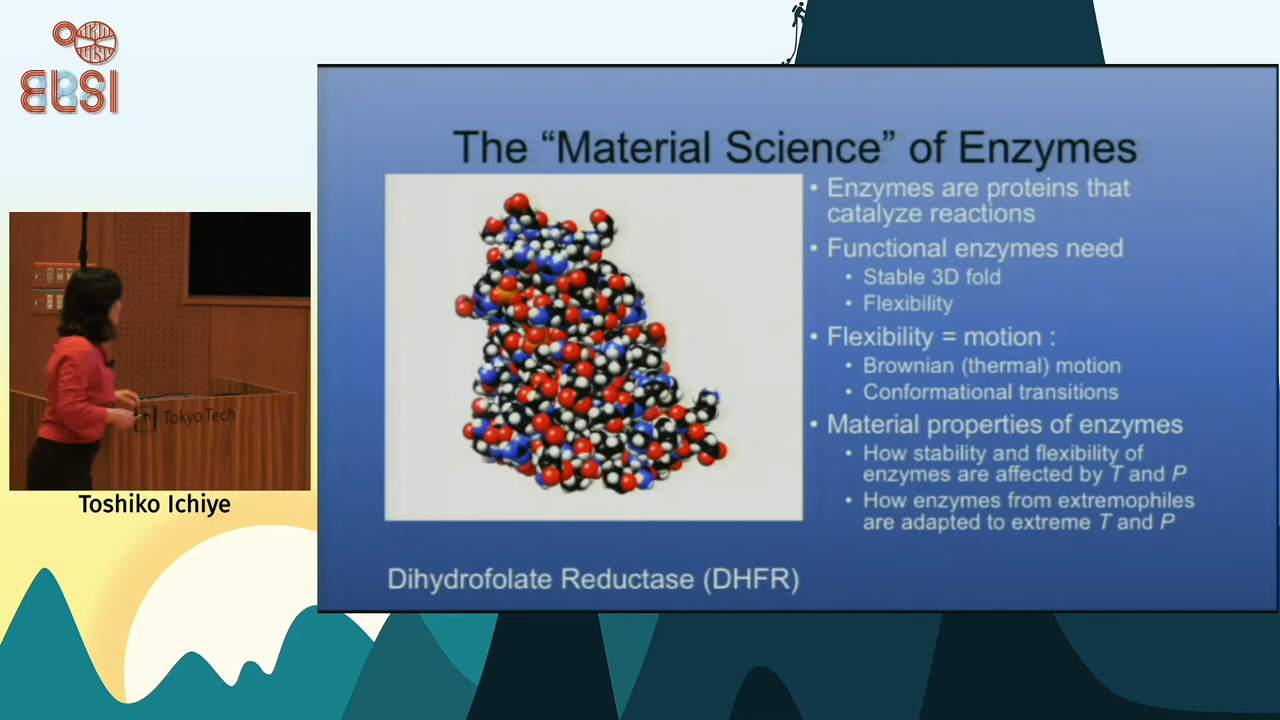 ELSI
The “Material Science” of Enzymes
• Enzymes are proteins that
catalyze reactions
• Functional enzymes need
• Stable 3D fold
• Flexibility
• Flexibility = motion :
• Brownian (thermal) motion
• Conformational transitions
• Material properties of enzymes
• How stability and flexibility of
enzymes are affected by T and P
• How enzymes from extremophiles
are adapted to extreme T and P
Dihydrofolate Reductase (DHFR)
Tokyo Tech
Toshiko Ichiye